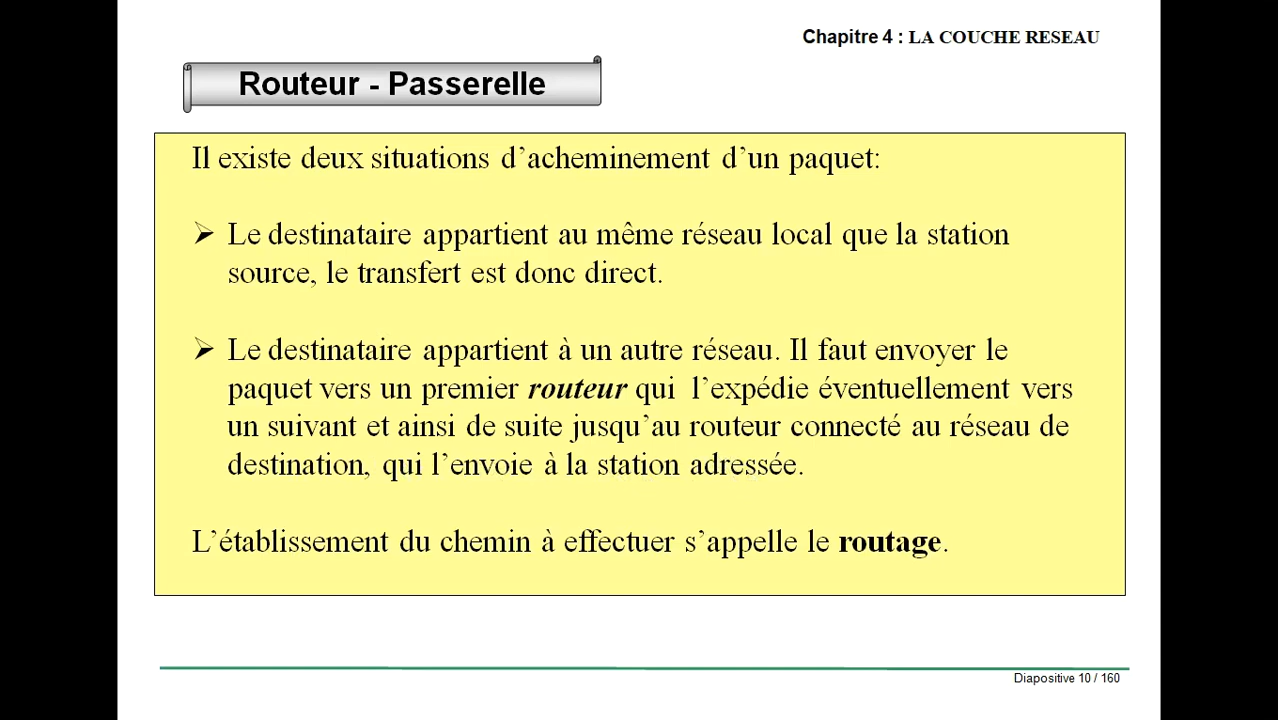 Chapitre 4 : LA COUCHE RESEAU
Routeur - Passerelle
Il existe deux situations d’acheminement d’un paquet:
➢ Le destinataire appartient au même réseau local que la station
source, le transfert est donc direct.
➢ Le destinataire appartient à un autre réseau. Il faut envoyer le
paquet vers un premier routeur qui l’expédie éventuellement vers
un suivant et ainsi de suite jusqu’au routeur connecté au réseau de
destination, qui l’envoie à la station adressée.
L’établissement du chemin à effectuer s’appelle le routage.
Diapositive 10 / 160